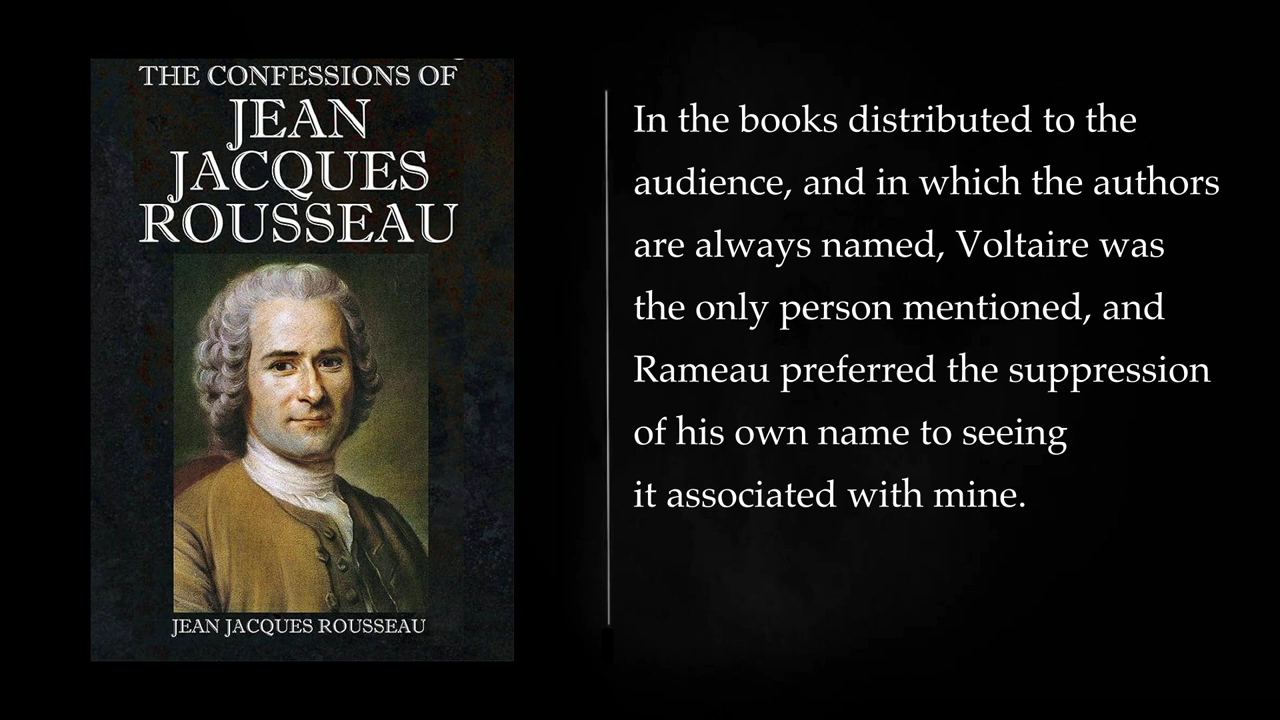 THE CONFESSIONS OF
JEAN
JACQUES
ROUSSEAU
JEAN JACQUES ROUSSEAU
In the books distributed to the
audience, and in which the authors
are always named, Voltaire was
the only person mentioned, and
Rameau preferred the suppression
of his own name to seeing
it associated with mine.